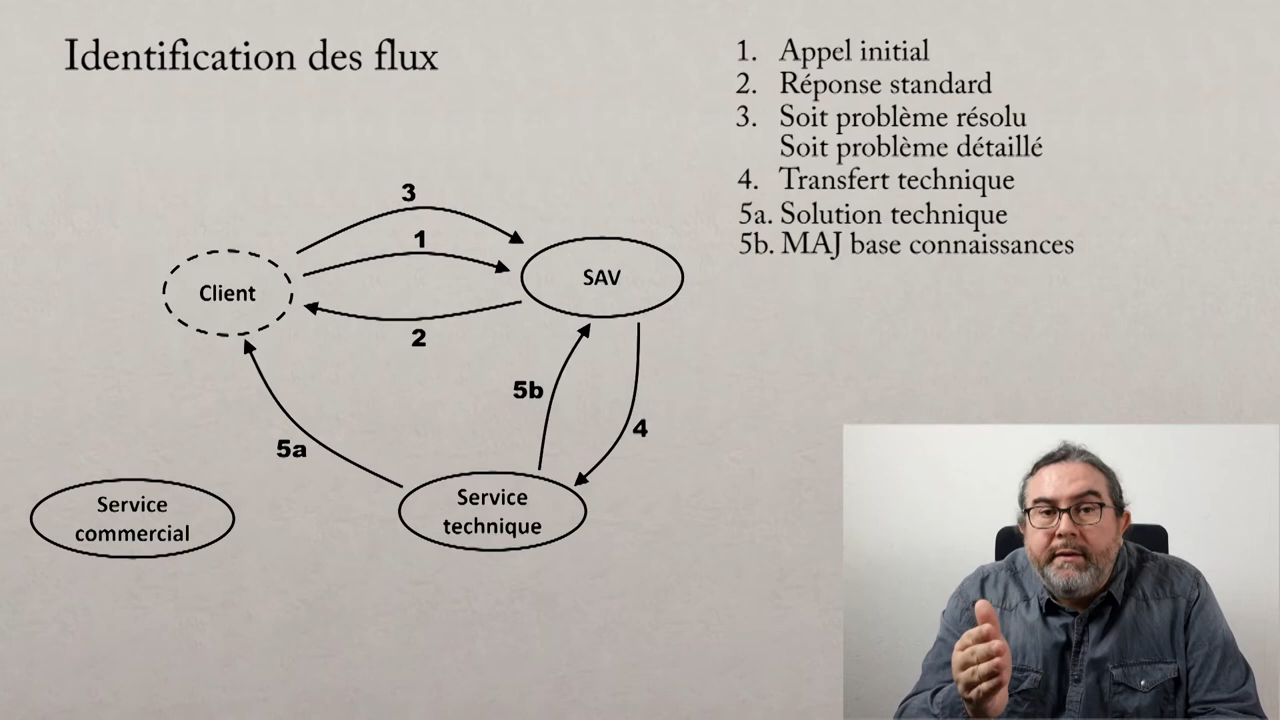 Identification des flux
1. Appel initial
2. Réponse standard
3. Soit problème résolu
Soit problème détaillé
4. Transfert technique
5a. Solution technique
5b. MAJ base connaissances
3
1
Client
SAV
2
5b
4
5a
Service
commercial
Service
technique